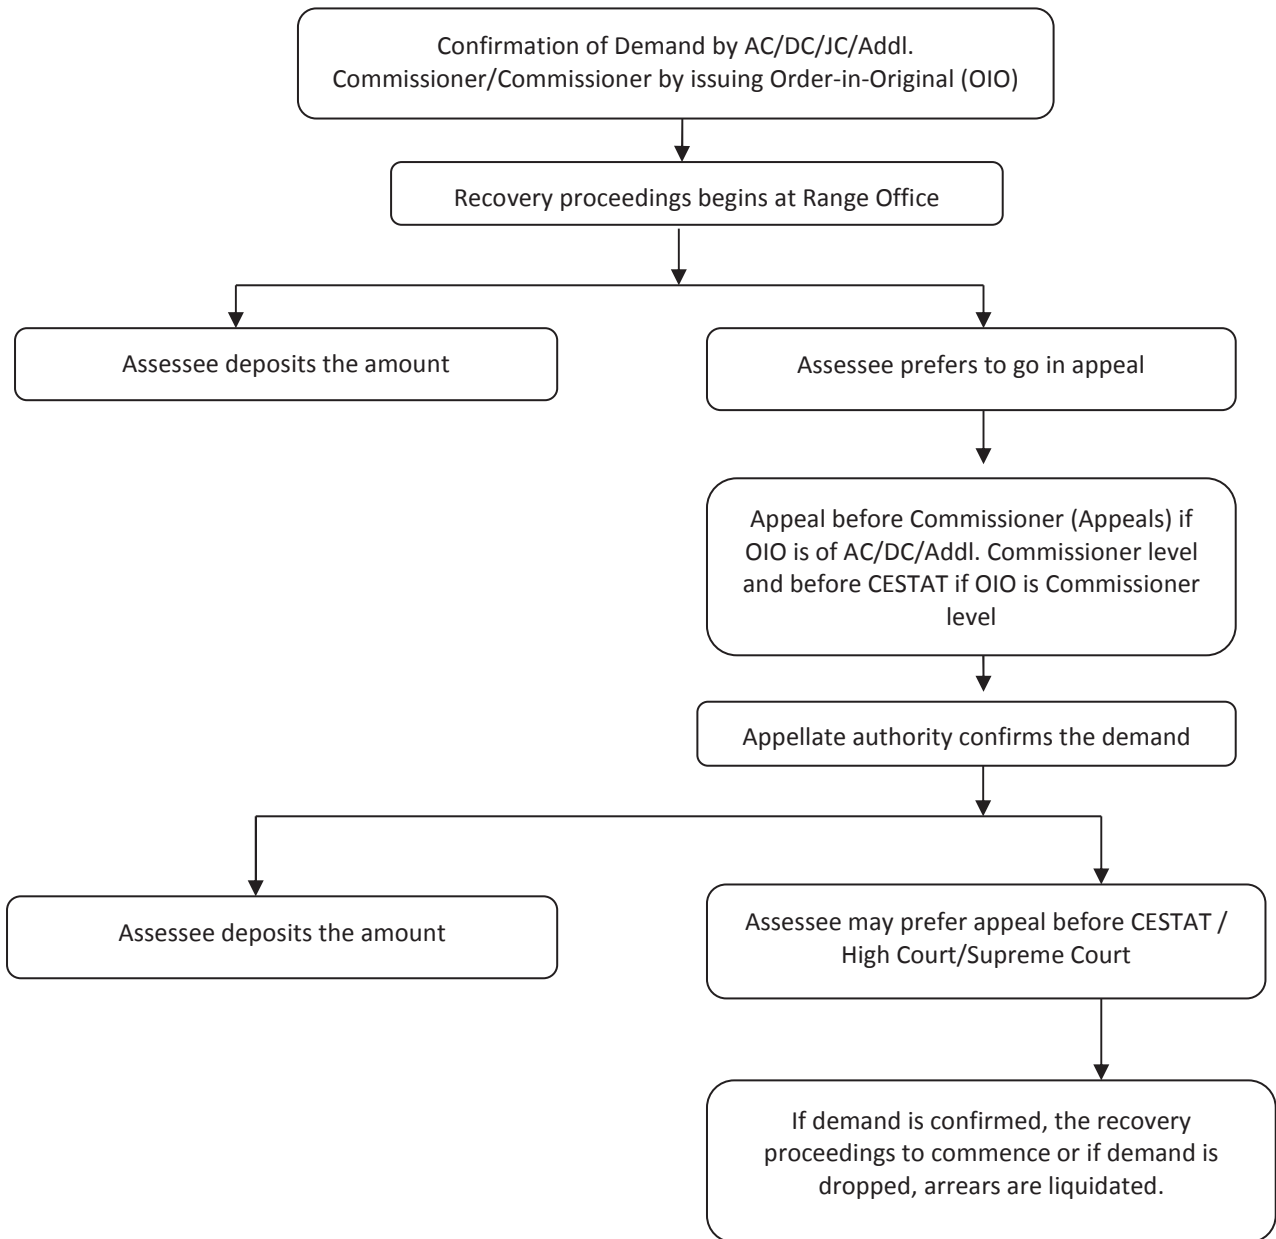 Confirmation of Demand by AC/DC/JC/Addl.
Commissioner/Commissioner by issuing Order-in-Original (OIO)
Recovery proceedings begins at Range Office
Assessee deposits the amount
Assessee prefers to go in appeal
Appeal before Commissioner (Appeals) if
OIO is of AC/DC/Addl. Commissioner level
and before CESTAT if OIO is Commissioner
level
Appellate authority confirms the demand
Assessee deposits the amount
Assessee may prefer appeal before CESTAT /
High Court/Supreme Court
If demand is confirmed, the recovery
proceedings to commence or if demand is
dropped, arrears are liquidated.